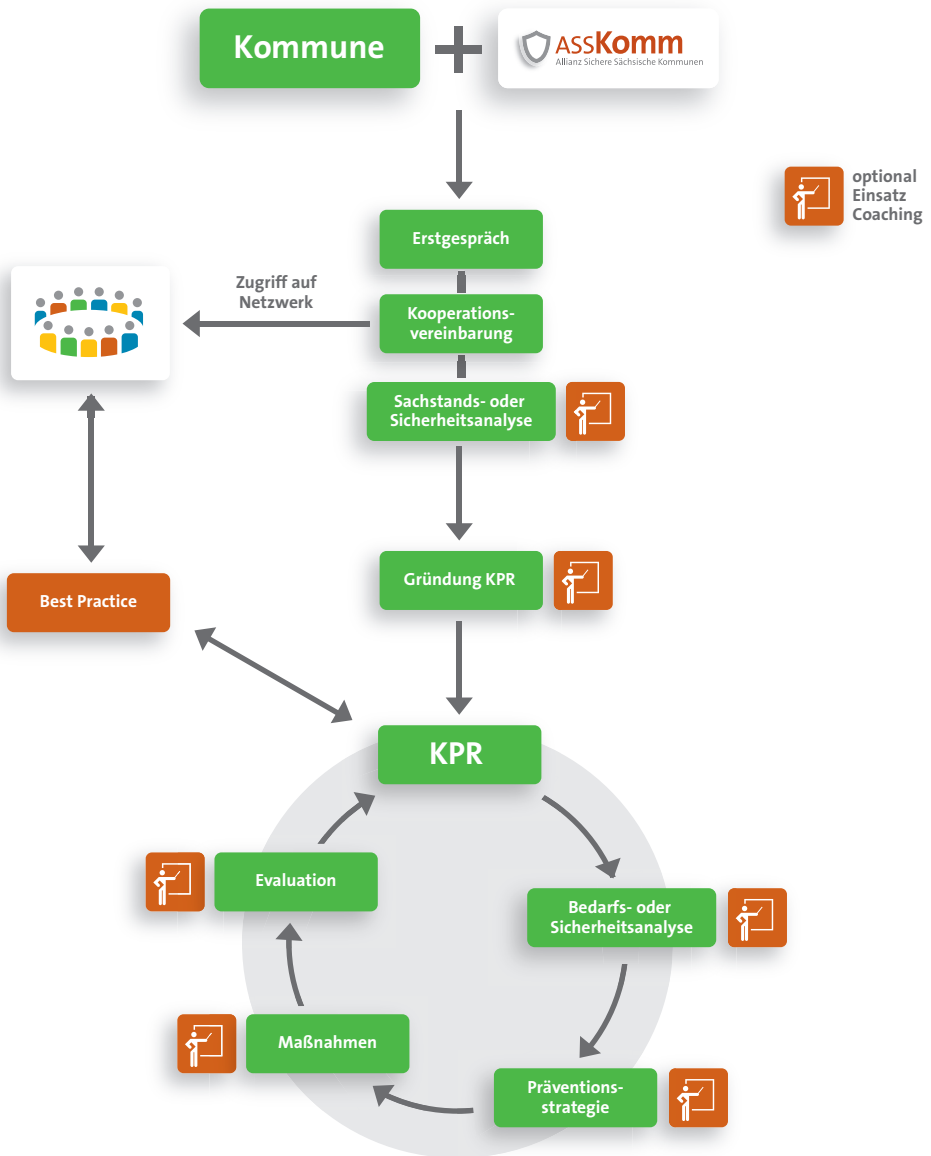 Kommune
ASSKomm
Allianz Sichere Sächsische Kommunen
optional
Einsatz
Coaching
Erstgespräch
Zugriff auf
Netzwerk
Kooperations-
vereinbarung
Sachstands- oder
Sicherheitsanalyse
Gründung KPR
Best Practice
KPR
Evaluation
Bedarfs- oder
Sicherheitsanalyse
Maßnahmen
Präventions-
strategie